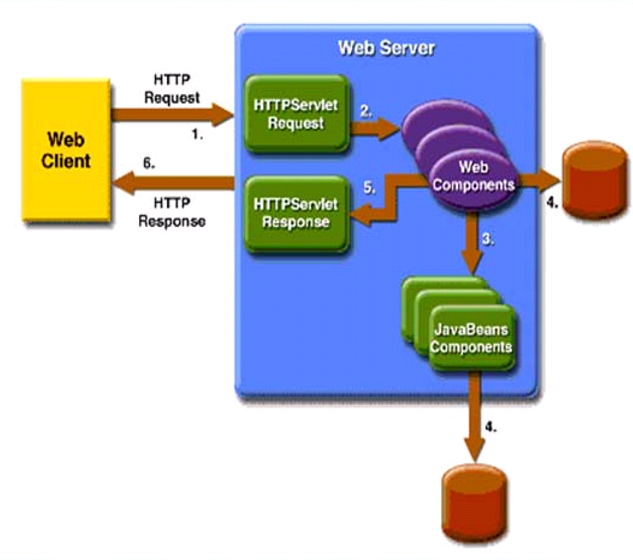 Web Server
HTTP
Request
1.
Web
Client
6.
HTTP
Response
HTTPServlet
Request
2.
HTTPServlet
Response
5.
Web
Components
4.
3.
JavaBeans
Components
4.